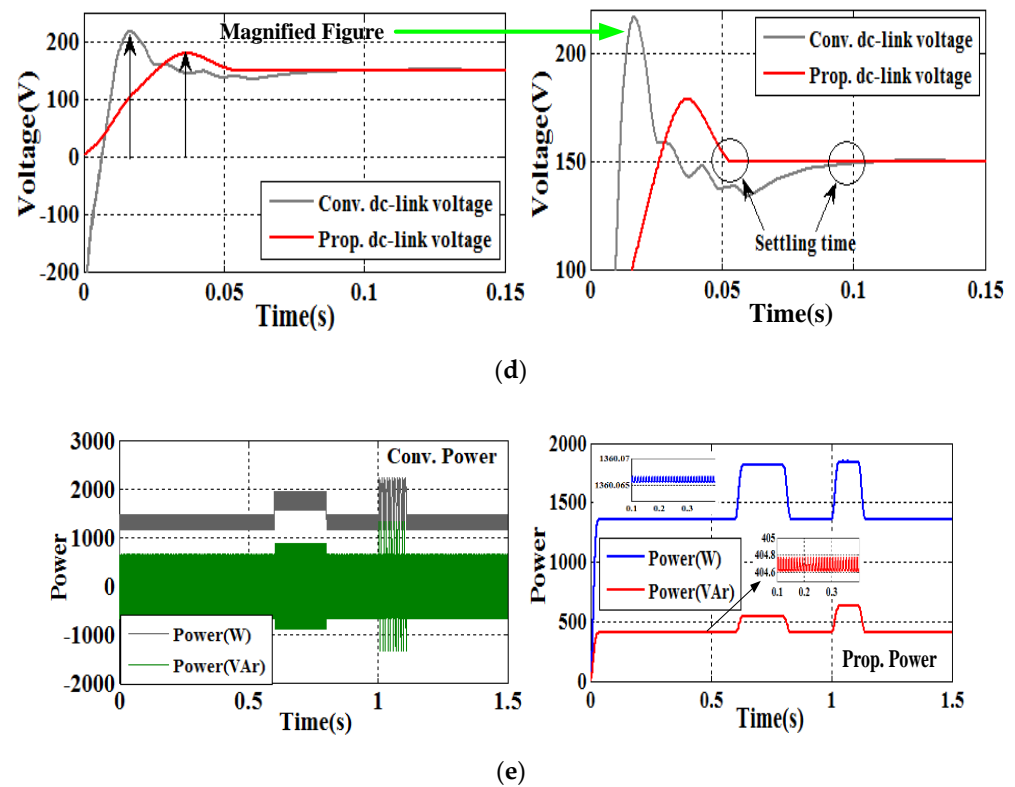 200
100
0
-100
-200
Voltage(V)
0
0.05
0.1
0.15
Time(s)
Magnified Figure
Conv. dc-link voltage
Prop. dc-link voltage
200
150
100
Voltage(V)
0
0.05
0.1
0.15
Time(s)
Conv. dc-link voltage
Prop. dc-link voltage
Settling time
(d)
3000
2000
1000
0
-1000
-2000
Power
0
0.5
1
1.5
Time(s)
Conv. Power
Power(W)
Power(VAr)
2000
1500
1000
500
0
Power
0
0.5
1
1.5
Time(s)
1360.07
1360.065
0.1
0.2
0.3
Power(W)
Power(VAr)
405
404.8
404.6
0.1
0.2
0.3
Prop. Power
(e)